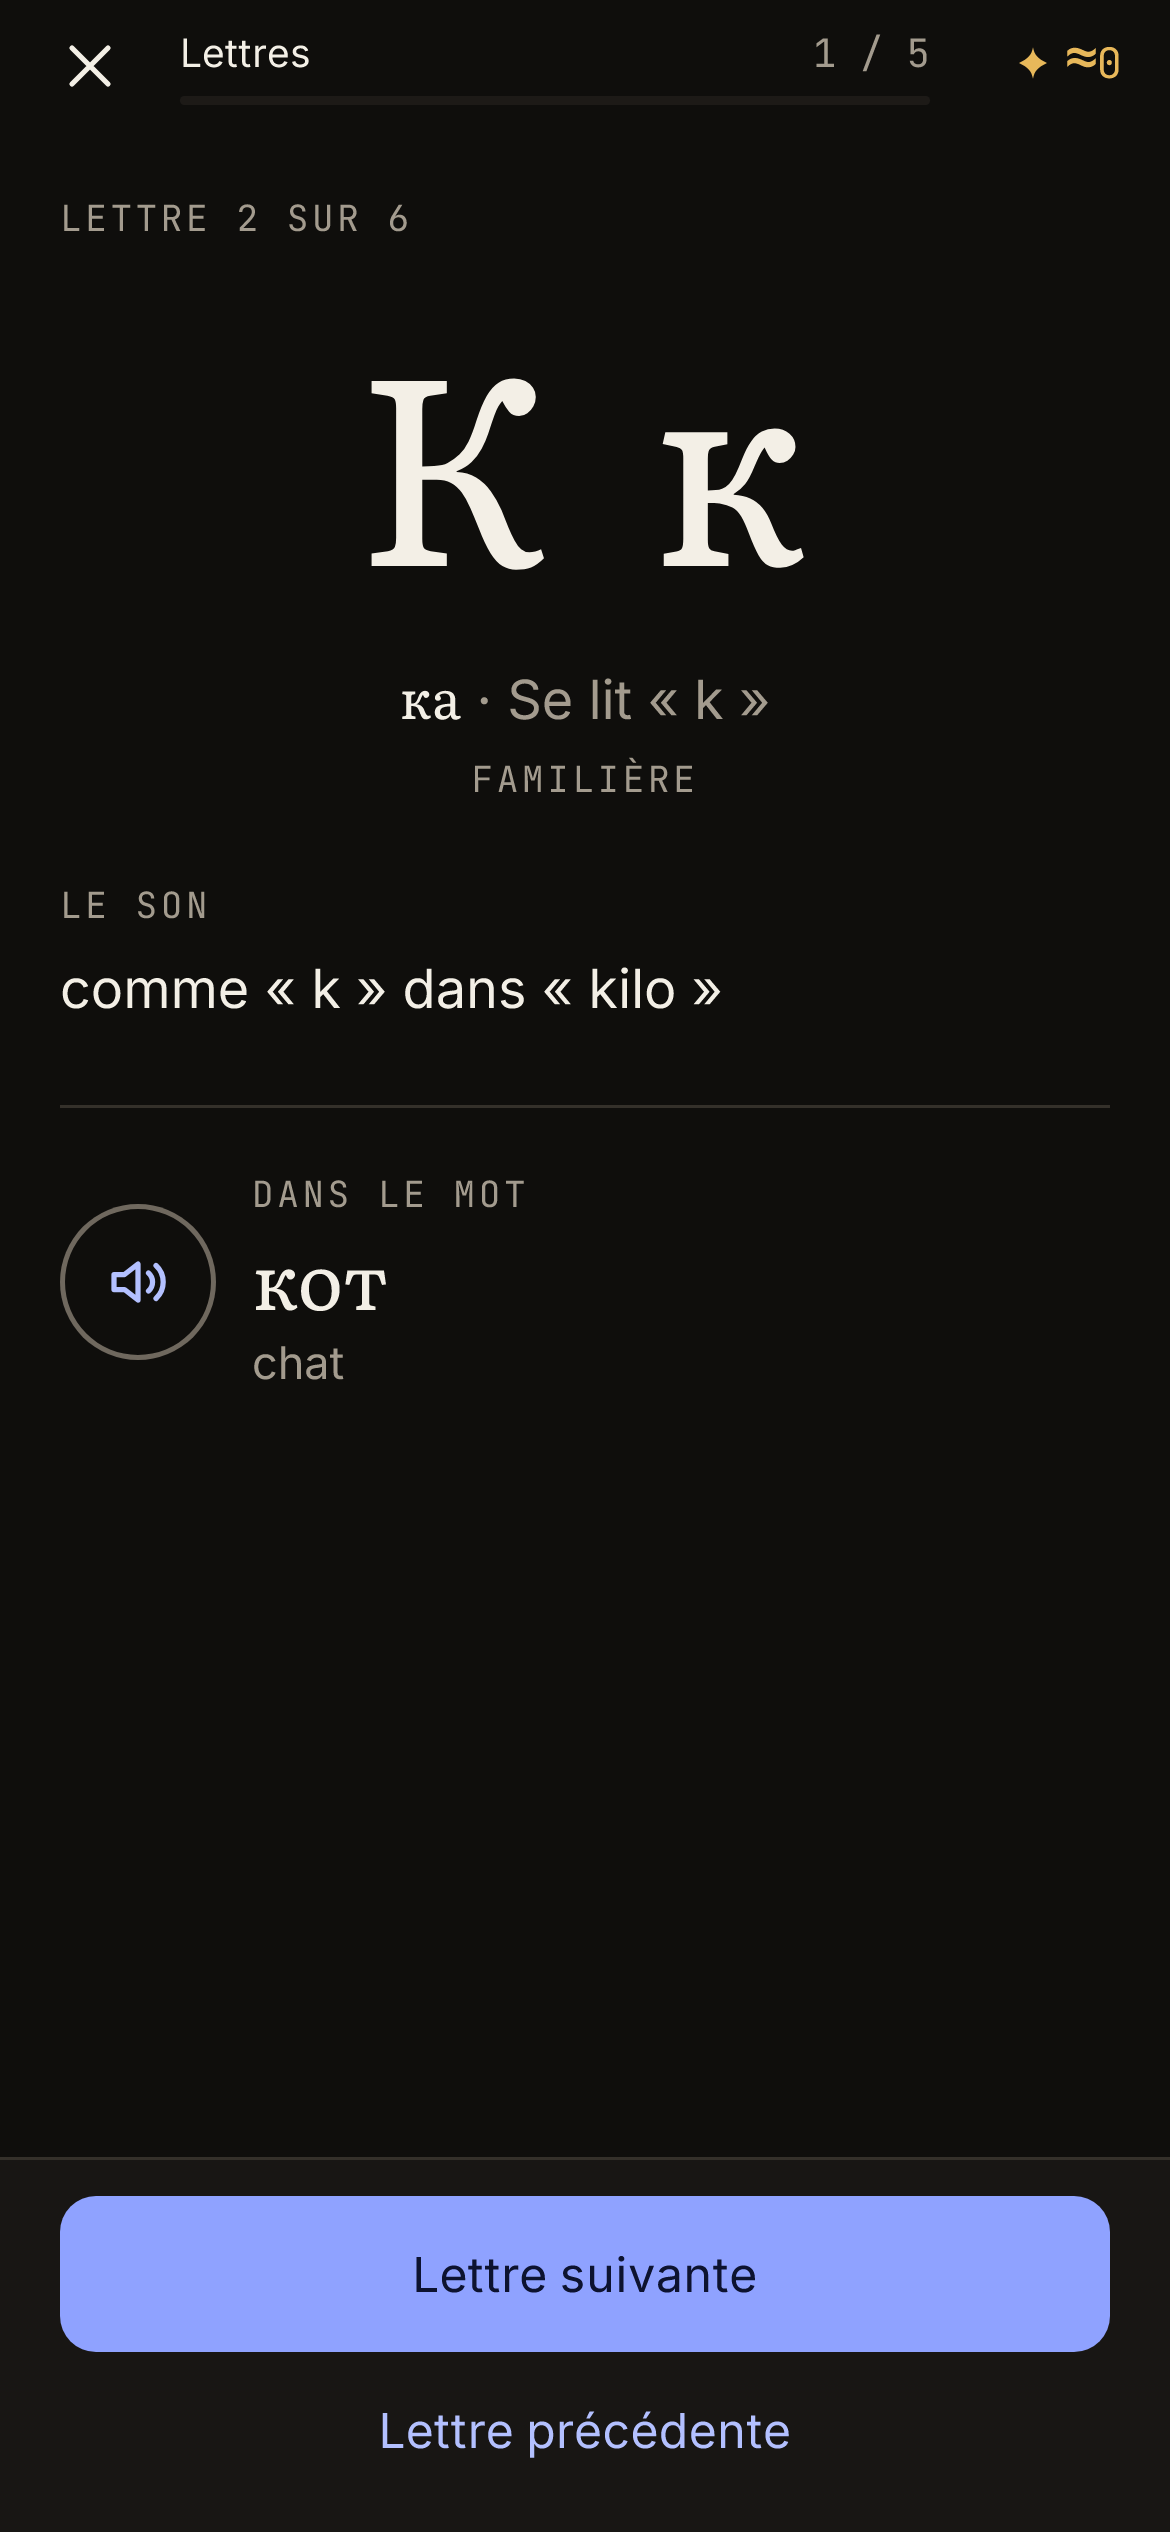 Lettres
1 / 5
✦ ≈0
LETTRE 2 SUR 6
К к
ка · Se lit « k »
FAMILIÈRE
LE SON
comme « k » dans « kilo »
DANS LE MOT
кот
chat
Lettre suivante
Lettre précédente